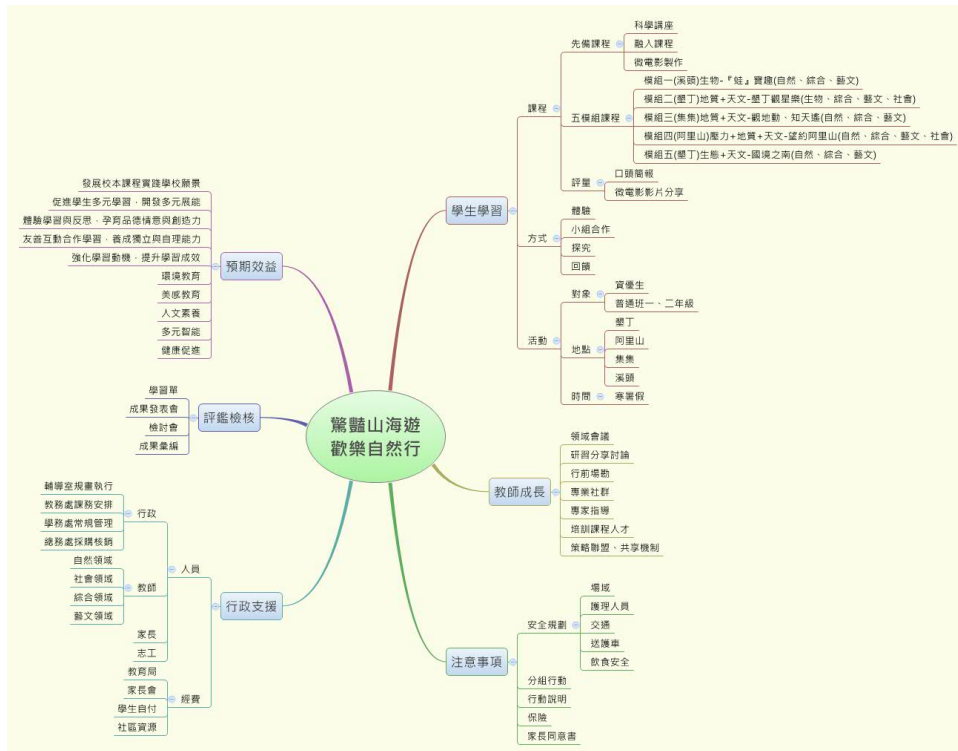 驚豔山海遊
歡樂自然行
學生學習
課程
先備課程
科學講座
融入課程
微電影製作
五模組課程
模組一(溪頭)生物-『蛙』寶趣(自然、綜合、藝文)
模組二(墾丁)地質+天文-墾丁觀星樂(生物、綜合、藝文、社會)
模組三(集集)地質+天文-觀地動、知天遙(自然、綜合、藝文)
模組四(阿里山)壓力+地質+天文-望約阿里山(自然、綜合、藝文、社會)
模組五(墾丁)生態+天文-國境之南(自然、綜合、藝文)
評量
口頭簡報
微電影影片分享
方式
體驗
小組合作
探究
回饋
活動
對象
資優生
普通班一、二年級
地點
墾丁
阿里山
集集
溪頭
時間
寒暑假
教師成長
領域會議
研習分享討論
行前場勘
專業社群
專家指導
培訓課程人才
策略聯盟、共享機制
注意事項
安全規劃
場域
護理人員
交通
送護車
飲食安全
分組行動
行動說明
保險
家長同意書
預期效益
發展校本課程實踐學校願景
促進學生多元學習，開發多元展能
體驗學習與反思，孕育品德情意與創造力
友善互動合作學習，養成獨立與自理能力
強化學習動機，提升學習成效
環境教育
美感教育
人文素養
多元智能
健康促進
評鑑檢核
學習單
成果發表會
檢討會
成果彙編
行政支援
人員
行政
輔導室規畫執行
教務處課務安排
學務處常規管理
總務處採購核銷
教師
自然領域
社會領域
綜合領域
藝文領域
家長
志工
經費
教育局
家長會
學生自付
社區資源